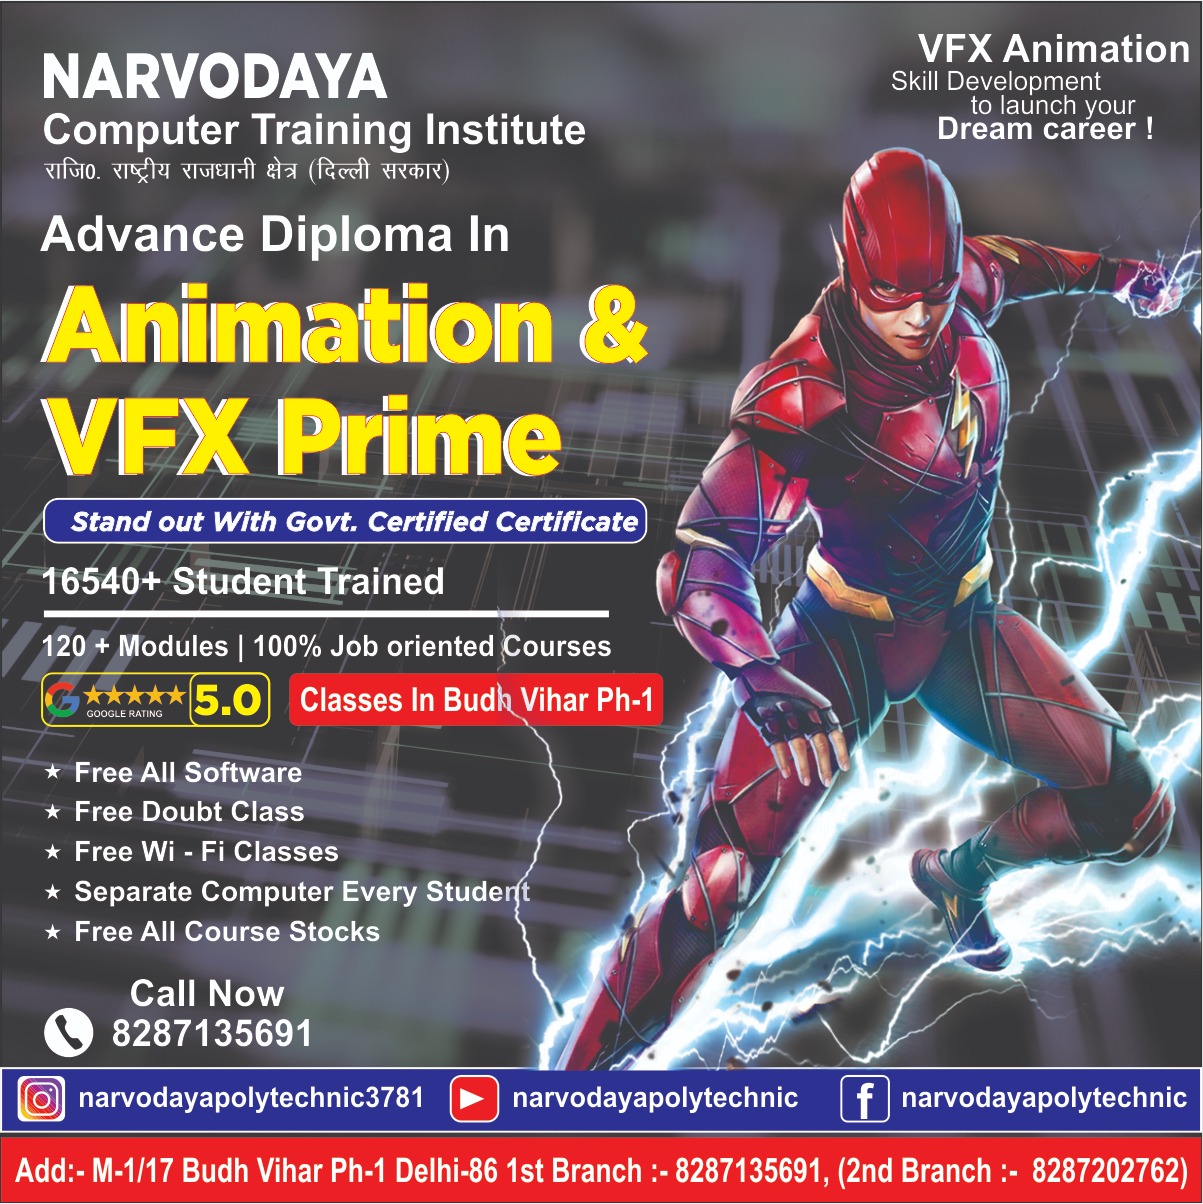 NARVODAYA
Computer Training Institute
राजि0. राष्ट्रीय राजधानी क्षेत्र (दिल्ली सरकार)
VFX Animation
Skill Development
to launch your
Dream career !
Advance Diploma In
Animation &
VFX Prime
Stand out With Govt. Certified Certificate
16540+ Student Trained
120 + Modules | 100% Job oriented Courses
G ★★★★★ 5.0
GOOGLE RATING
Classes In Budh Vihar Ph-1
★ Free All Software
★ Free Doubt Class
★ Free Wi - Fi Classes
★ Separate Computer Every Student
★ Free All Course Stocks
Call Now
8287135691
narvodayapolytechnic3781 narvodayapolytechnic f narvodayapolytechnic
Add:- M-1/17 Budh Vihar Ph-1 Delhi-86 1st Branch :- 8287135691, (2nd Branch :- 8287202762)